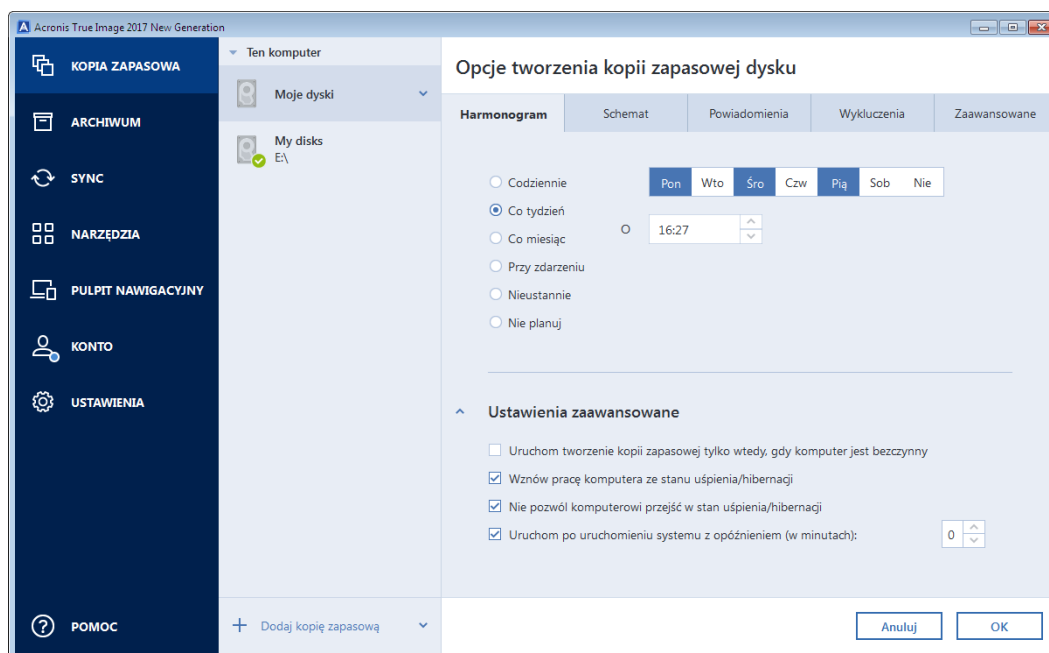 Acronis True Image 2017 New Generation
KOPIA ZAPASOWA
ARCHIWUM
SYNC
NARZĘDZIA
PULPIT NAWIGACYJNY
KONTO
USTAWIENIA
POMOC
Ten komputer
Moje dyski
My disks
E:\
Dodaj kopię zapasową
Opcje tworzenia kopii zapasowej dysku
Harmonogram Schemat Powiadomienia Wykluczenia Zaawansowane
Codziennie
Co tydzień
Co miesiąc
Przy zdarzeniu
Nieustannie
Nie planuj
Pon Wto Śro Czw Pią Sob Nie
O 16:27
Ustawienia zaawansowane
Uruchom tworzenie kopii zapasowej tylko wtedy, gdy komputer jest bezczynny
Wznów pracę komputera ze stanu uśpienia/hibernacji
Nie pozwól komputerowi przejść w stan uśpienia/hibernacji
Uruchom po uruchomieniu systemu z opóźnieniem (w minutach): 0
Anuluj OK